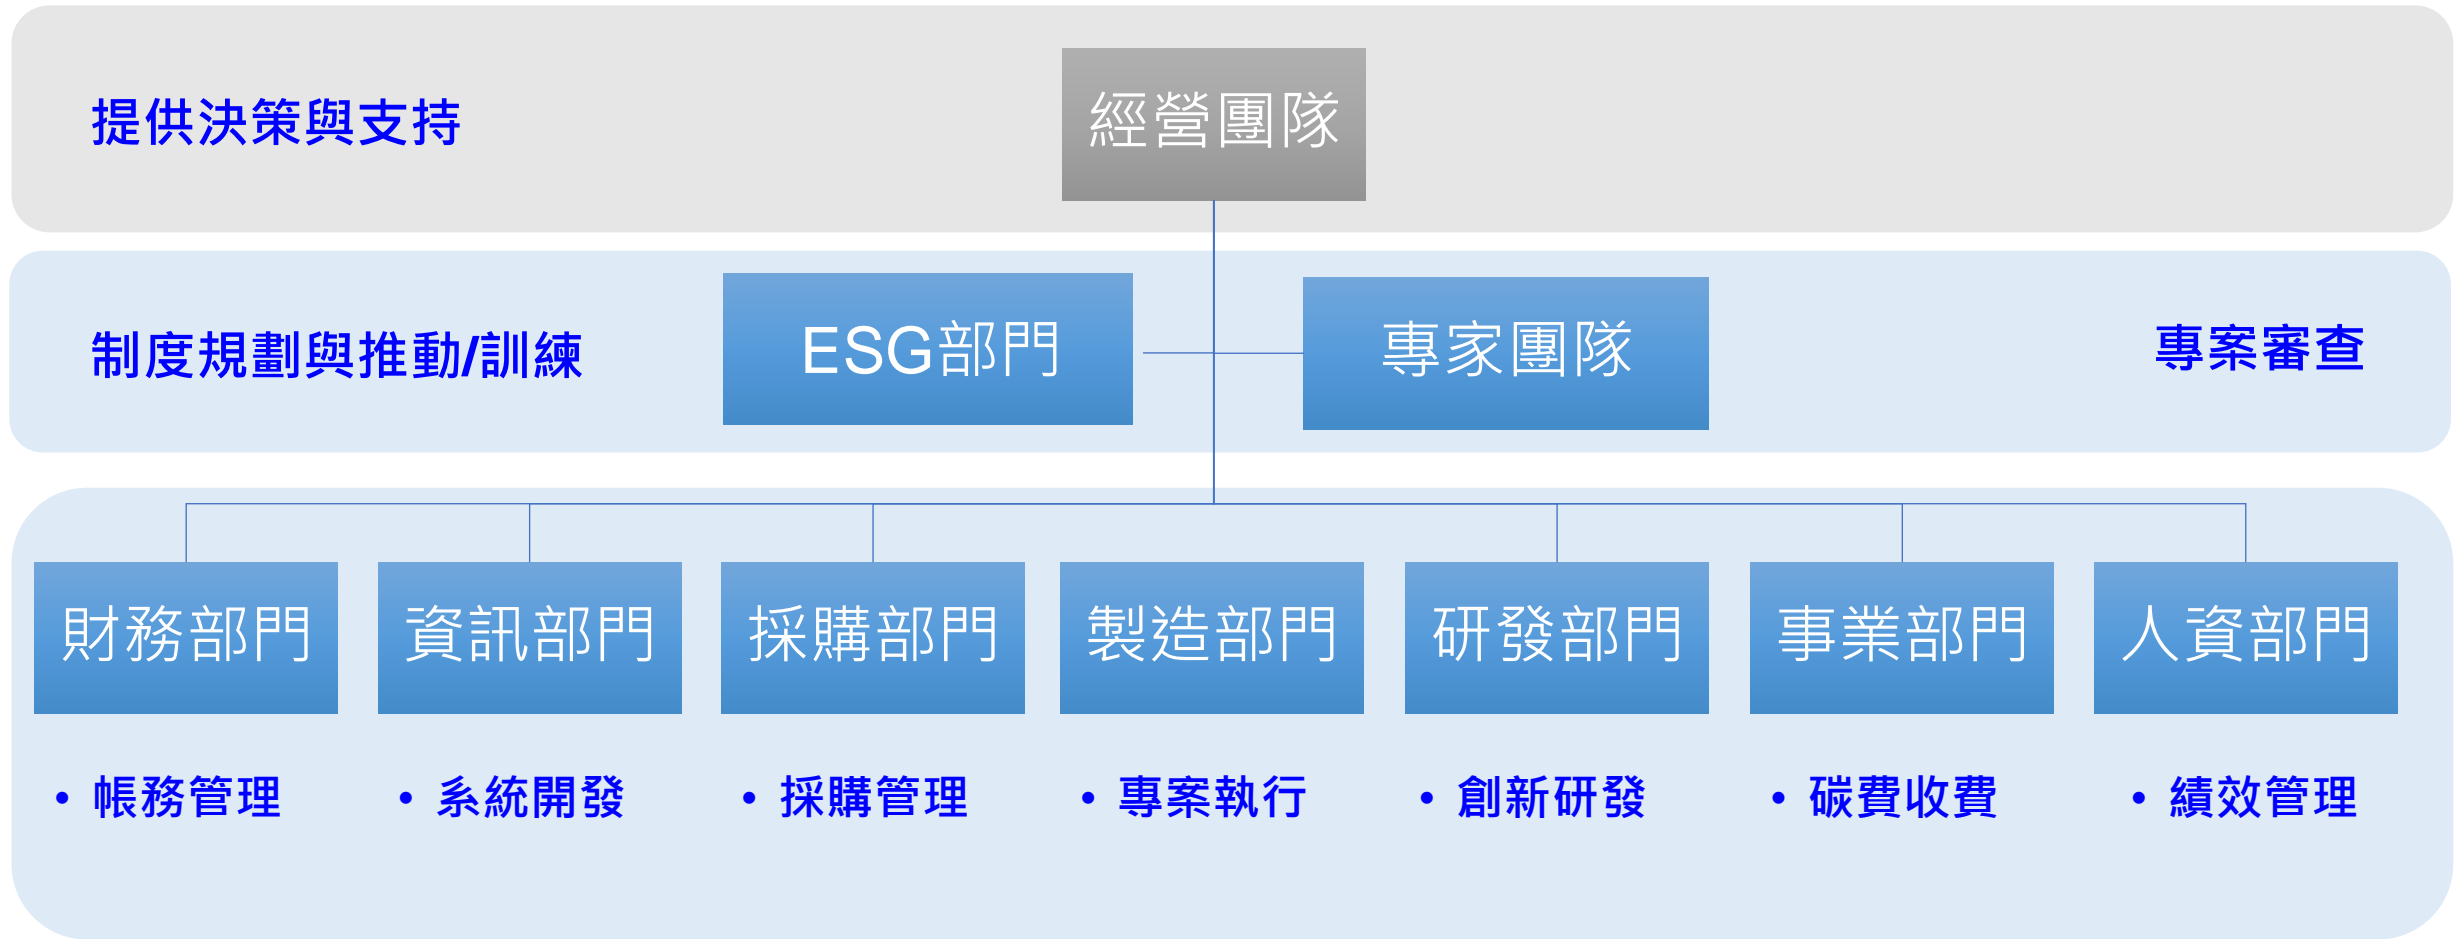 提供決策與支持
經營團隊
制度規劃與推動/訓練
ESG部門
專家團隊
專案審查
財務部門
資訊部門
採購部門
製造部門
研發部門
事業部門
人資部門
• 帳務管理
• 系統開發
• 採購管理
• 專案執行
• 創新研發
• 碳費收費
• 績效管理